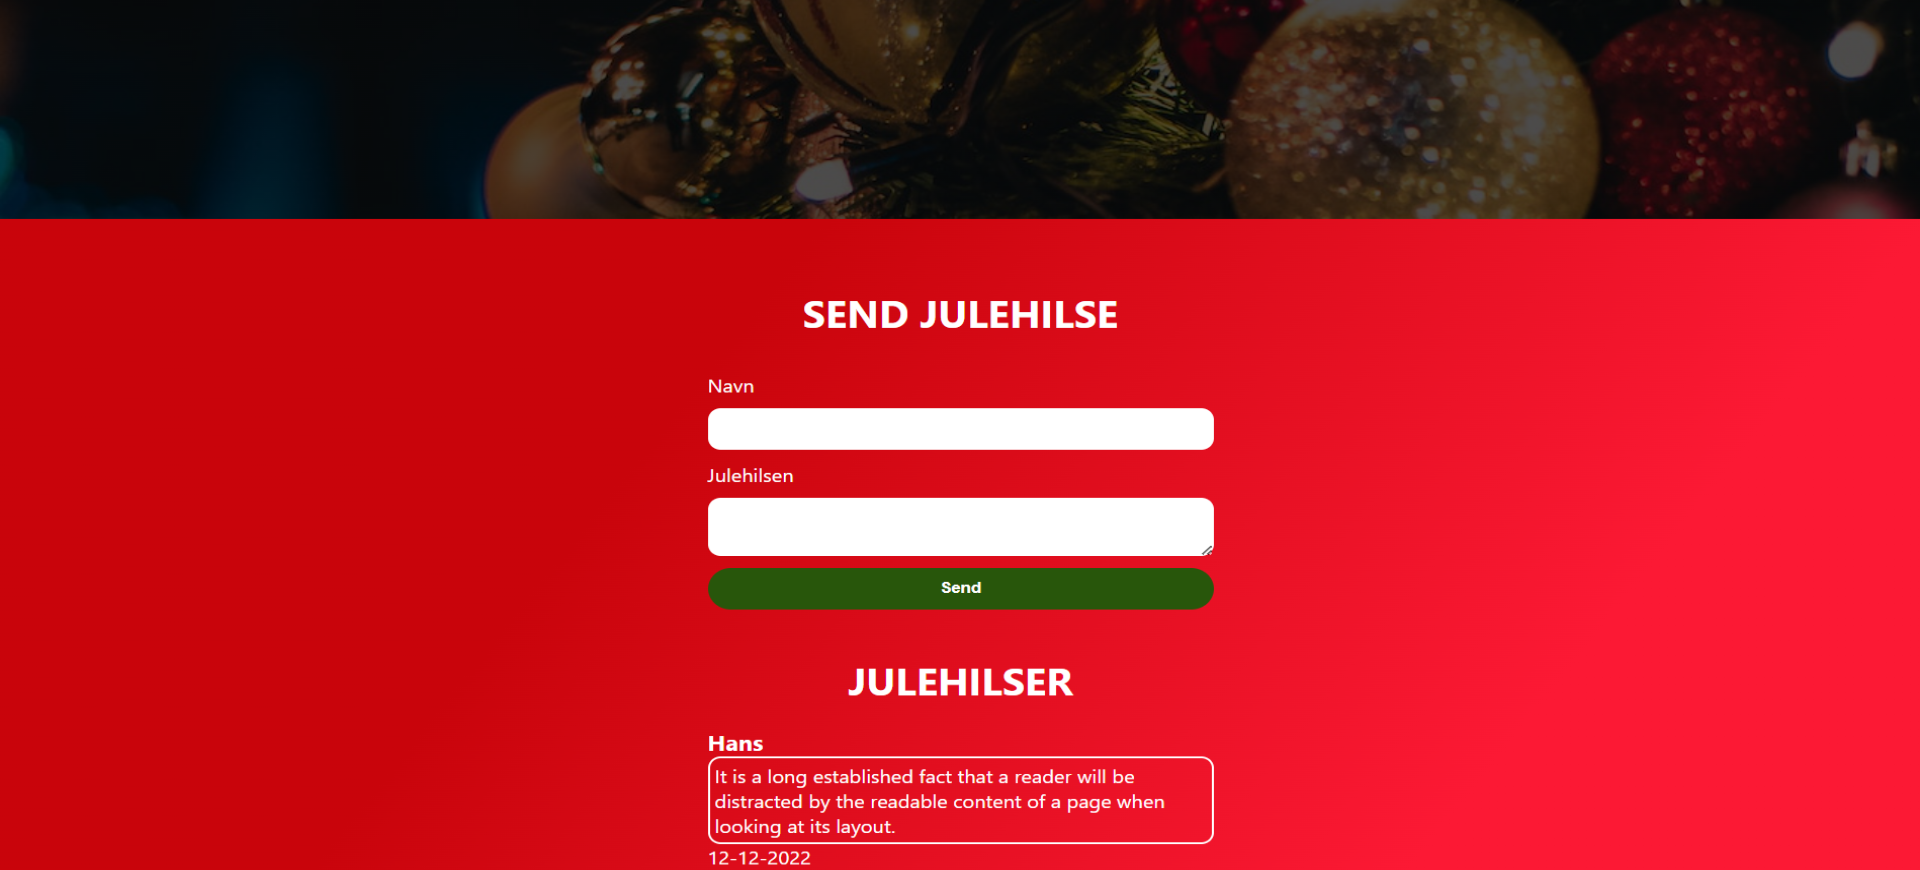 SEND JULEHILSE
Navn
Julehilsen
Send
JULEHILSER
Hans
It is a long established fact that a reader will be
distracted by the readable content of a page when
looking at its layout.
12-12-2022